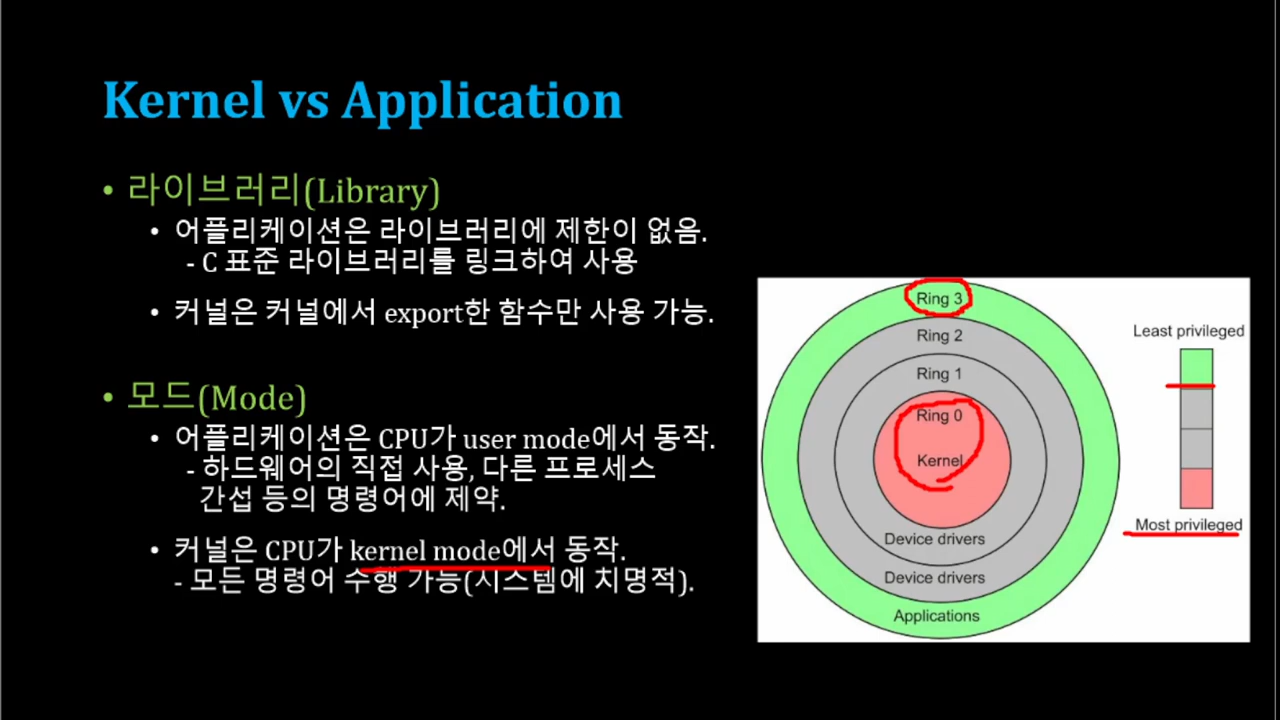 Kernel vs Application
• 라이브러리(Library)
• 어플리케이션은 라이브러리에 제한이 없음.
- C 표준 라이브러리를 링크하여 사용
• 커널은 커널에서 export한 함수만 사용 가능.
• 모드(Mode)
• 어플리케이션은 CPU가 user mode에서 동작.
- 하드웨어의 직접 사용, 다른 프로세스
간섭 등의 명령어에 제약.
• 커널은 CPU가 kernel mode에서 동작.
- 모든 명령어 수행 가능(시스템에 치명적).
Ring 3
Ring 2
Ring 1
Ring 0
Kernel
Device drivers
Device drivers
Applications
Least privileged
Most privileged